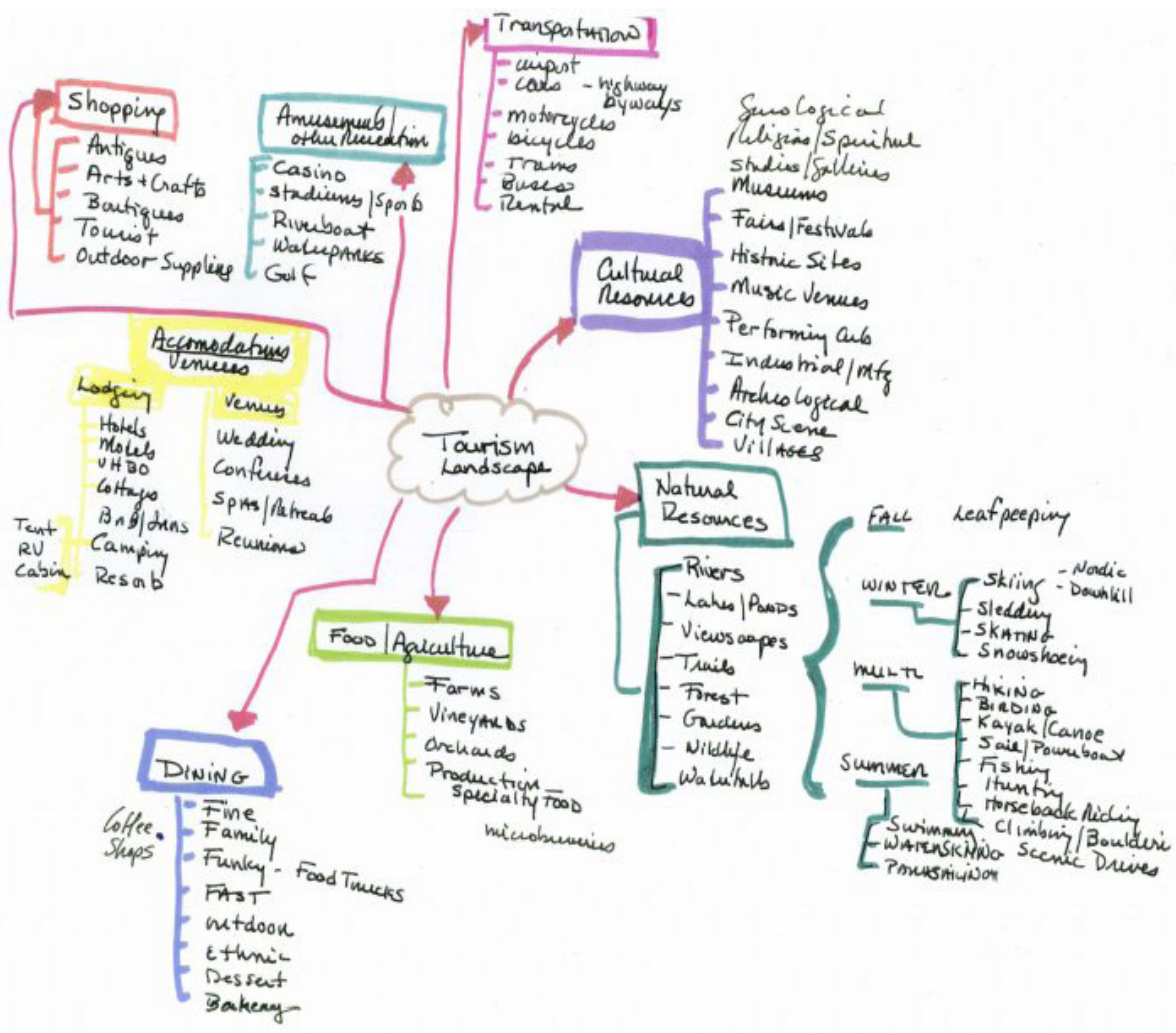 Transportation
airport
cars - highway
byways
motorcycles
bicycles
Trams
Buses
Rental
Shopping
Antiques
Arts + Crafts
Boutiques
Tourist
Outdoor Supplies
Amusements/
other Recreation
Casino
Stadiums/Sports
Riverboat
WaterPARKS
Golf
Religious/Spiritual
Studios/Galleries
Museums
Fairs/Festivals
Historic Sites
Music Venues
Performing Arts
Industrial/Mfg
Archeological
City Scene
VillAGES
Cultural
Resources
Accomodations
Venues
Lodging
Hotels
Motels
VHBO
Cottages
BnB/Inns
Camping
Resorts
Tent
RV
Cabin
Venues
Wedding
Conferences
SPAS/Retreats
Reunions
Tourism
Landscape
Natural
Resources
Rivers
Lakes/PONDS
Viewscapes
Trails
Forest
Gardens
Wildlife
Waterfalls
FALL Leafpeeping
WINTER
Skiing - Nordic
- Downhill
Sledding
SKATING
Snowshoeing
MULTI
HIKING
BIRDING
Kayak/Canoe
Sail/Powerboat
Fishing
Hunting
Horseback Riding
Climbing/Bouldering
Scenic Drives
SUMMER
Swimming
WATERSKIING
PARASAILING
FOOD/Agriculture
Farms
VINEYARDS
Orchards
Production -
Specialty FOOD
microbreweries
DINING
Coffee
Shops
Fine
Family
Funky - Food Trucks
FAST
outdoor
Ethnic
Dessert
Bakery